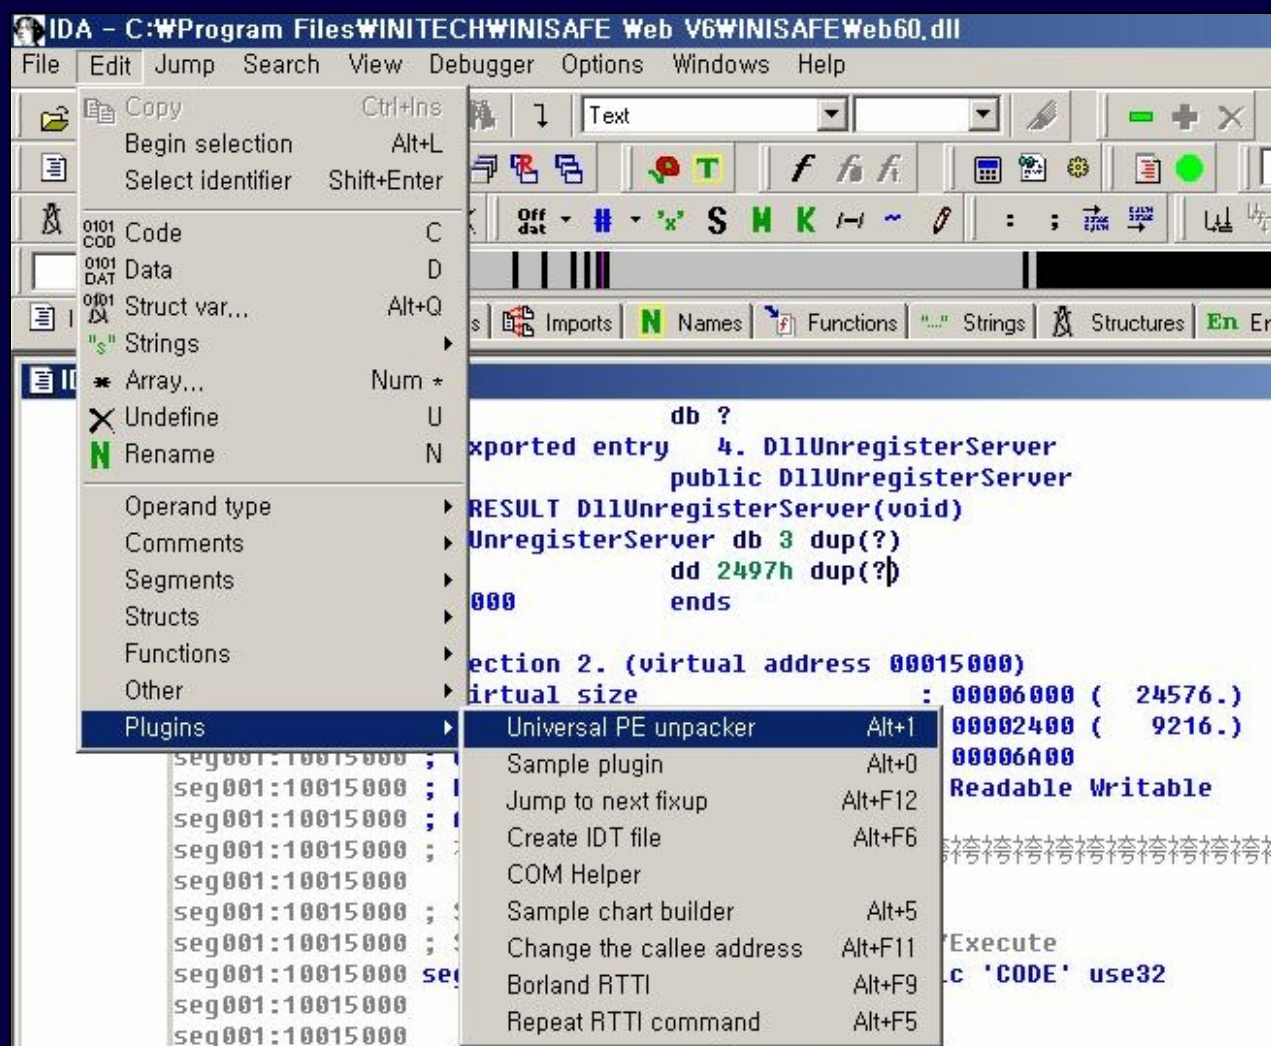 IDA - C:₩Program Files₩INITECH₩INISAFE Web V6₩INISAFEWeb60.dll
File Edit Jump Search View Debugger Options Windows Help
Copy Ctrl+Ins
Text
Begin selection Alt+L
Select identifier Shift+Enter
Code C
Data D
Struct var... Alt+Q
Strings
Array... Num *
Undefine U
Rename N
Operand type
Comments
Segments
Structs
Functions
Other
Plugins
Imports N Names Functions Strings Structures En
db ?
xported entry 4. DllUnregisterServer
public DllUnregisterServer
RESULT DllUnregisterServer(void)
UnregisterServer db 3 dup(?)
dd 2497h dup(?)
000 ends
ection 2. (virtual address 00015000)
irtual size : 00006000 ( 24576.)
00002400 ( 9216.)
00006A00
Readable Writable
Universal PE unpacker Alt+1
Sample plugin Alt+0
Jump to next fixup Alt+F12
Create IDT file Alt+F6
COM Helper
Sample chart builder Alt+5
Change the callee address Alt+F11
Borland RTTI Alt+F9
Repeat RTTI command Alt+F5
seg001:10015000 ;
seg001:10015000 ;
seg001:10015000 ;
seg001:10015000 ;
seg001:10015000
seg001:10015000 ;
seg001:10015000 ; Execute
seg001:10015000 se .c 'CODE' use32
seg001:10015000
seg001:10015000